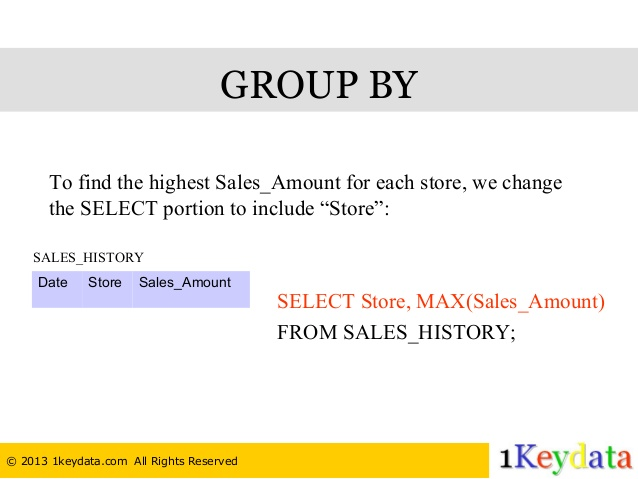 GROUP BY
To find the highest Sales_Amount for each store, we change
the SELECT portion to include “Store”:
SALES_HISTORY
Date Store Sales_Amount
SELECT Store, MAX(Sales_Amount)
FROM SALES_HISTORY;
© 2013 1keydata.com All Rights Reserved
1Keydata